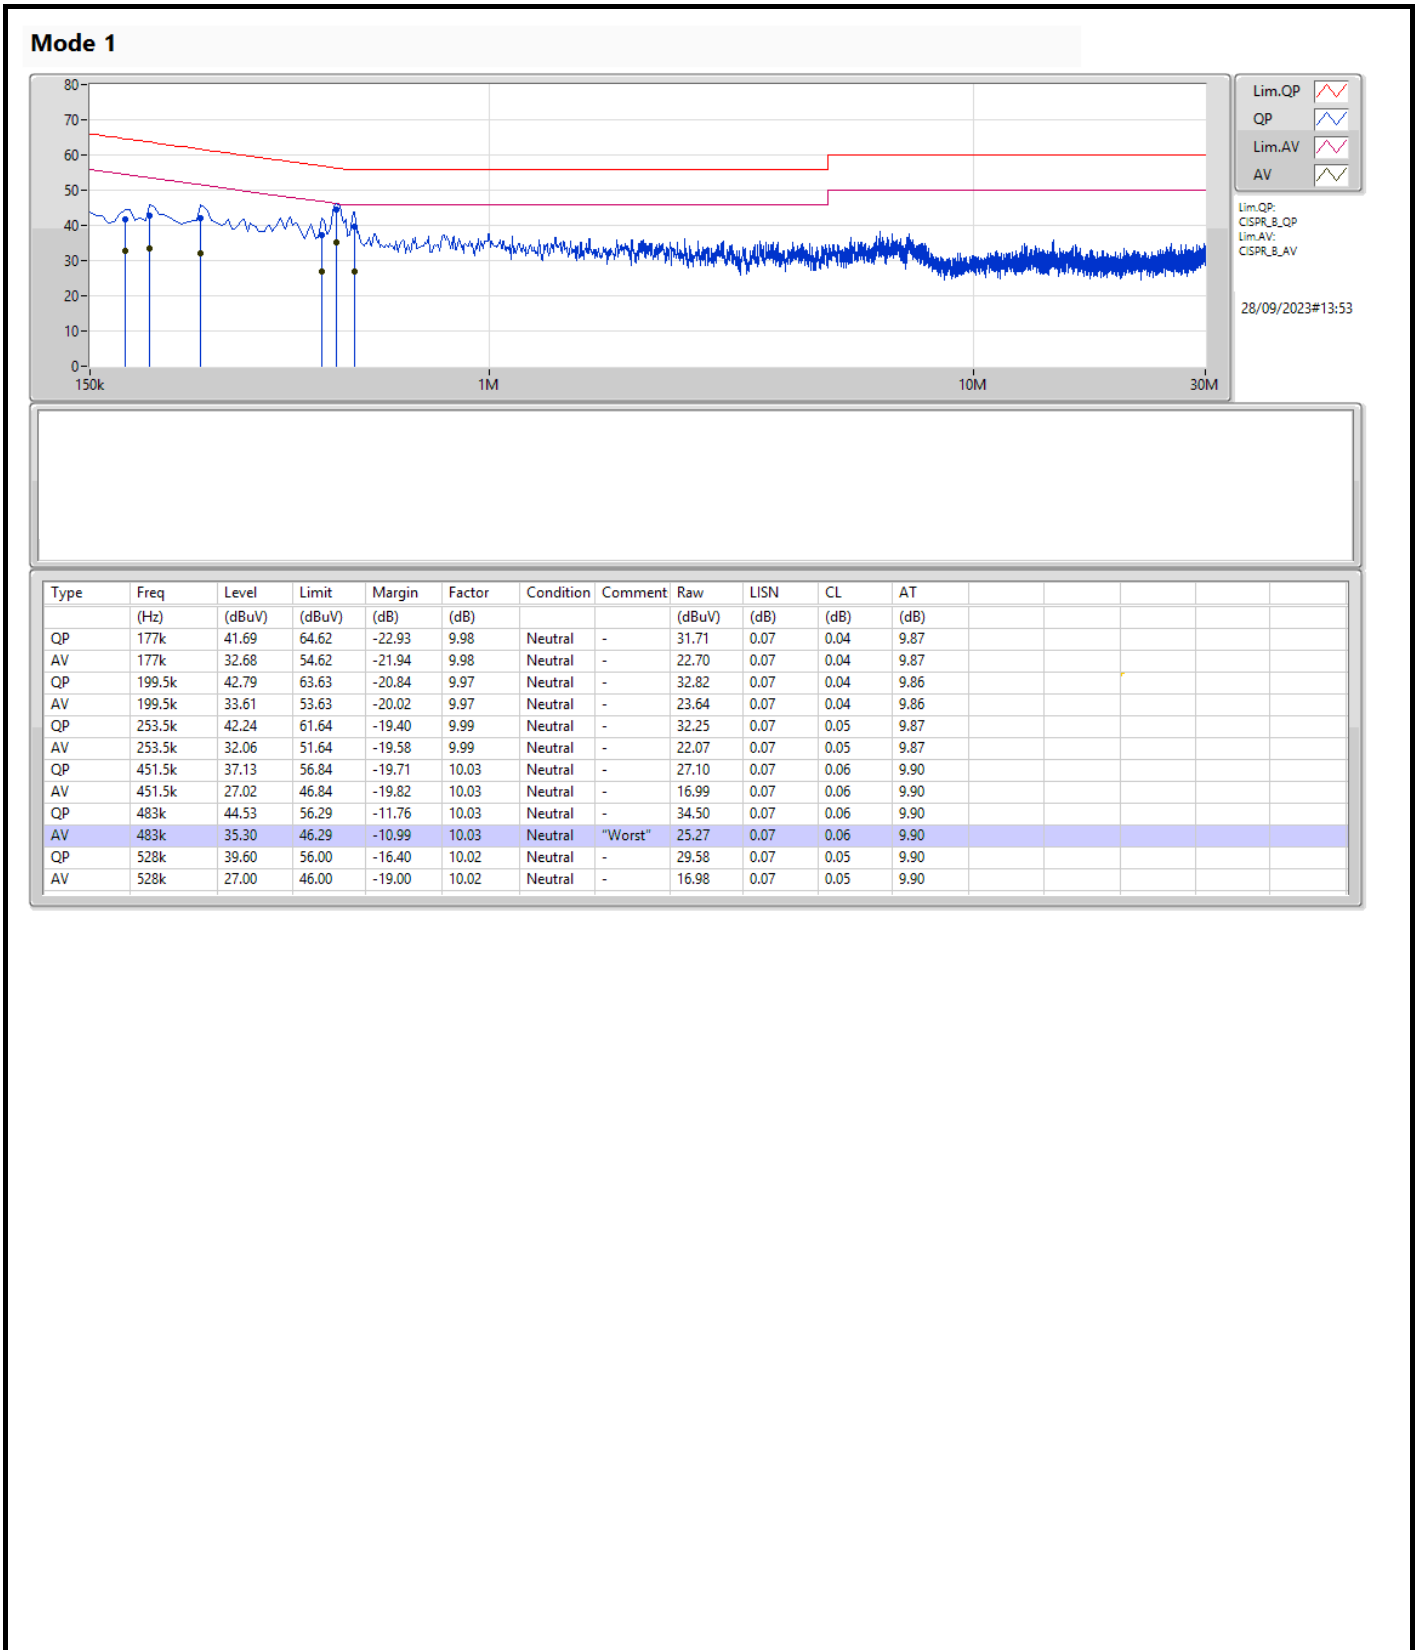 Mode 1
80
70
60
50
40
30
20
10
0
150k 1M 10M 30M
Lim.QP
QP
Lim.AV
AV
Lim.QP:
CISPR_B_QP
Lim.AV:
CISPR_B_AV
28/09/2023#13:53
Type Freq Level Limit Margin Factor Condition Comment Raw LISN CL AT
(Hz) (dBuV) (dBuV) (dB) (dB) (dBuV) (dB) (dB) (dB)
QP 177k 41.69 64.62 -22.93 9.98 Neutral - 31.71 0.07 0.04 9.87
AV 177k 32.68 54.62 -21.94 9.98 Neutral - 22.70 0.07 0.04 9.87
QP 199.5k 42.79 63.63 -20.84 9.97 Neutral - 32.82 0.07 0.04 9.86
AV 199.5k 33.61 53.63 -20.02 9.97 Neutral - 23.64 0.07 0.04 9.86
QP 253.5k 42.24 61.64 -19.40 9.99 Neutral - 32.25 0.07 0.05 9.87
AV 253.5k 32.06 51.64 -19.58 9.99 Neutral - 22.07 0.07 0.05 9.87
QP 451.5k 37.13 56.84 -19.71 10.03 Neutral - 27.10 0.07 0.06 9.90
AV 451.5k 27.02 46.84 -19.82 10.03 Neutral - 16.99 0.07 0.06 9.90
QP 483k 44.53 56.29 -11.76 10.03 Neutral - 34.50 0.07 0.06 9.90
AV 483k 35.30 46.29 -10.99 10.03 Neutral "Worst" 25.27 0.07 0.06 9.90
QP 528k 39.60 56.00 -16.40 10.02 Neutral - 29.58 0.07 0.05 9.90
AV 528k 27.00 46.00 -19.00 10.02 Neutral - 16.98 0.07 0.05 9.90